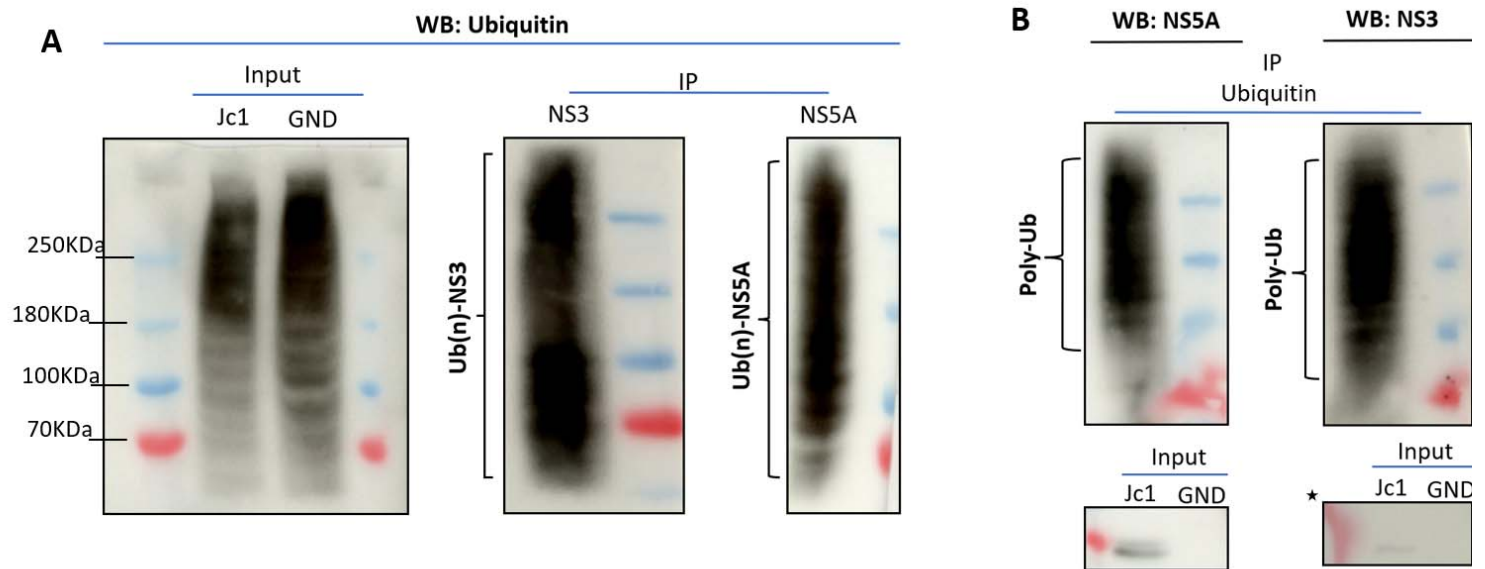 A
WB: Ubiquitin
Input
IP
Jc1 GND
NS3
NS5A
250KDa
180KDa
100KDa
70KDa
Ub(n)-NS3
Ub(n)-NS5A
B
WB: NS5A
WB: NS3
IP
Ubiquitin
Poly-Ub
Poly-Ub
Input
Jc1 GND
Input
★ Jc1 GND